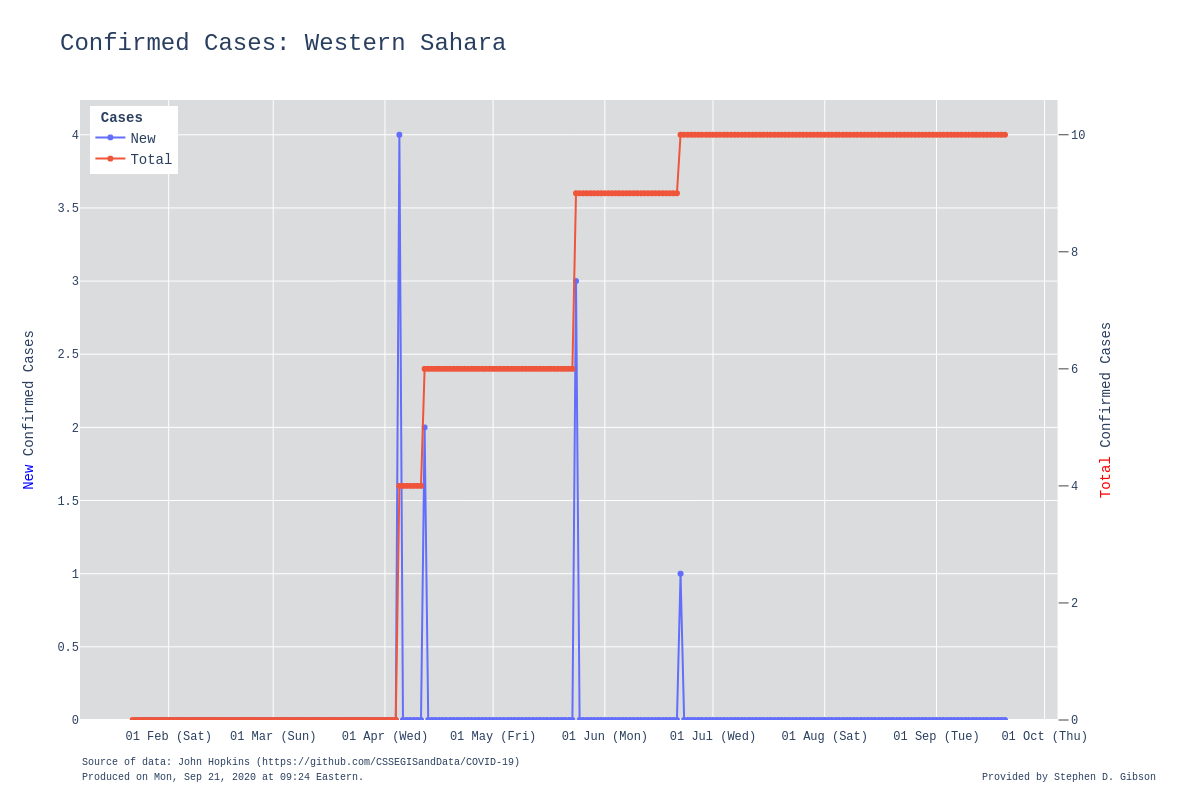 Confirmed Cases: Western Sahara
Cases
New
Total
4
3.5
3
2.5
2
1.5
1
0.5
0
New Confirmed Cases
10
8
6
4
2
0
Total Confirmed Cases
01 Feb (Sat) 01 Mar (Sun) 01 Apr (Wed) 01 May (Fri) 01 Jun (Mon) 01 Jul (Wed) 01 Aug (Sat) 01 Sep (Tue) 01 Oct (Thu)
Source of data: John Hopkins (https://github.com/CSSEGISandData/COVID-19)
Produced on Mon, Sep 21, 2020 at 09:24 Eastern.
Provided by Stephen D. Gibson